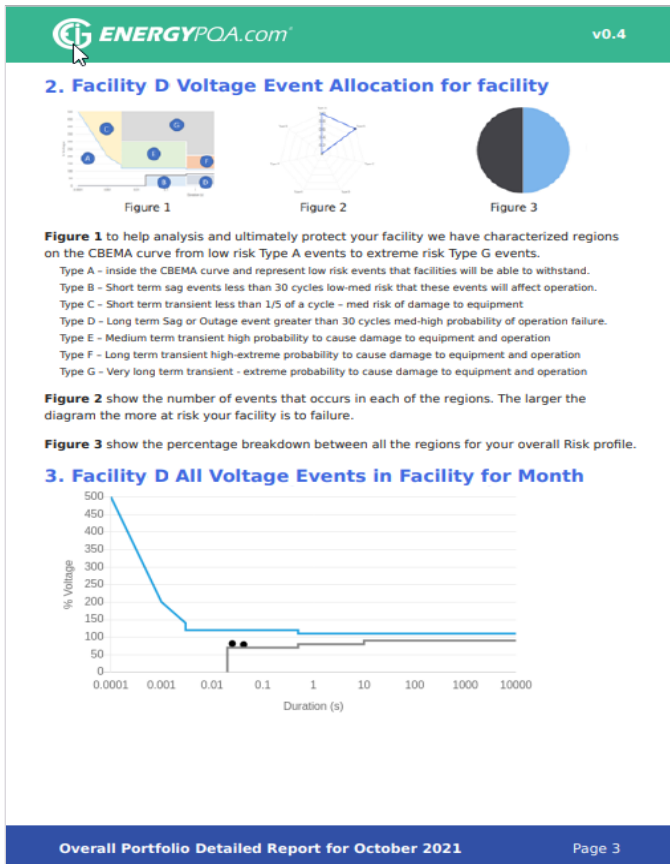 ENERGYPQA.com
v0.4
2. Facility D Voltage Event Allocation for facility
C
G
A
E
F
B
D
Figure 1
Figure 2
Figure 3
Figure 1 to help analysis and ultimately protect your facility we have characterized regions
on the CBEMA curve from low risk Type A events to extreme risk Type G events.
Type A – inside the CBEMA curve and represent low risk events that facilities will be able to withstand.
Type B – Short term sag events less than 30 cycles low-med risk that these events will affect operation.
Type C – Short term transient less than 1/5 of a cycle – med risk of damage to equipment
Type D – Long term Sag or Outage event greater than 30 cycles med-high probability of operation failure.
Type E – Medium term transient high probability to cause damage to equipment and operation
Type F – Long term transient high-extreme probability to cause damage to equipment and operation
Type G – Very long term transient - extreme probability to cause damage to equipment and operation
Figure 2 show the number of events that occurs in each of the regions. The larger the
diagram the more at risk your facility is to failure.
Figure 3 show the percentage breakdown between all the regions for your overall Risk profile.
3. Facility D All Voltage Events in Facility for Month
500
450
400
350
300
250
200
150
100
50
0
% Voltage
0.0001 0.001 0.01 0.1 1 10 100 1000 10000
Duration (s)
Overall Portfolio Detailed Report for October 2021
Page 3